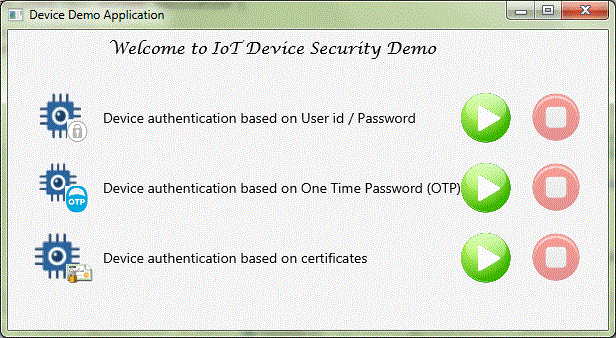 Device Demo Application
Welcome to IoT Device Security Demo
Device authentication based on User id / Password
OTP
Device authentication based on One Time Password (OTP)
Device authentication based on certificates